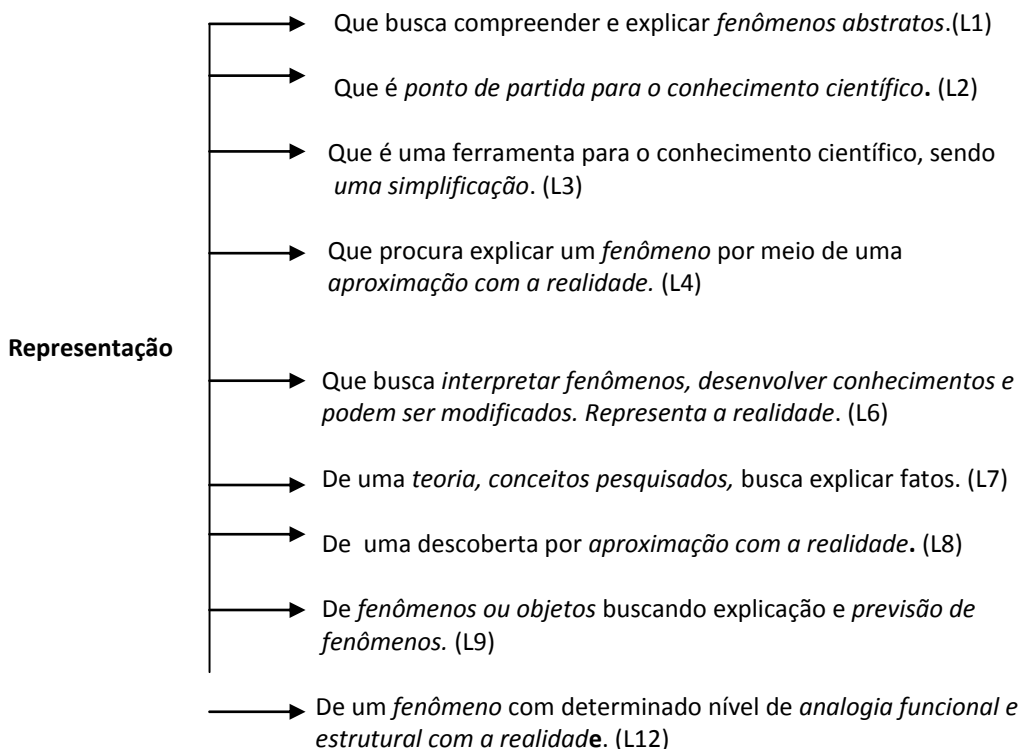 Que busca compreender e explicar fenômenos abstratos.(L1)
Que é ponto de partida para o conhecimento científico. (L2)
Que é uma ferramenta para o conhecimento científico, sendo
uma simplificação. (L3)
Que procura explicar um fenômeno por meio de uma
aproximação com a realidade. (L4)
Representação
Que busca interpretar fenômenos, desenvolver conhecimentos e
podem ser modificados. Representa a realidade. (L6)
De uma teoria, conceitos pesquisados, busca explicar fatos. (L7)
De uma descoberta por aproximação com a realidade. (L8)
De fenômenos ou objetos buscando explicação e previsão de
fenômenos. (L9)
De um fenômeno com determinado nível de analogia funcional e
estrutural com a realidade. (L12)